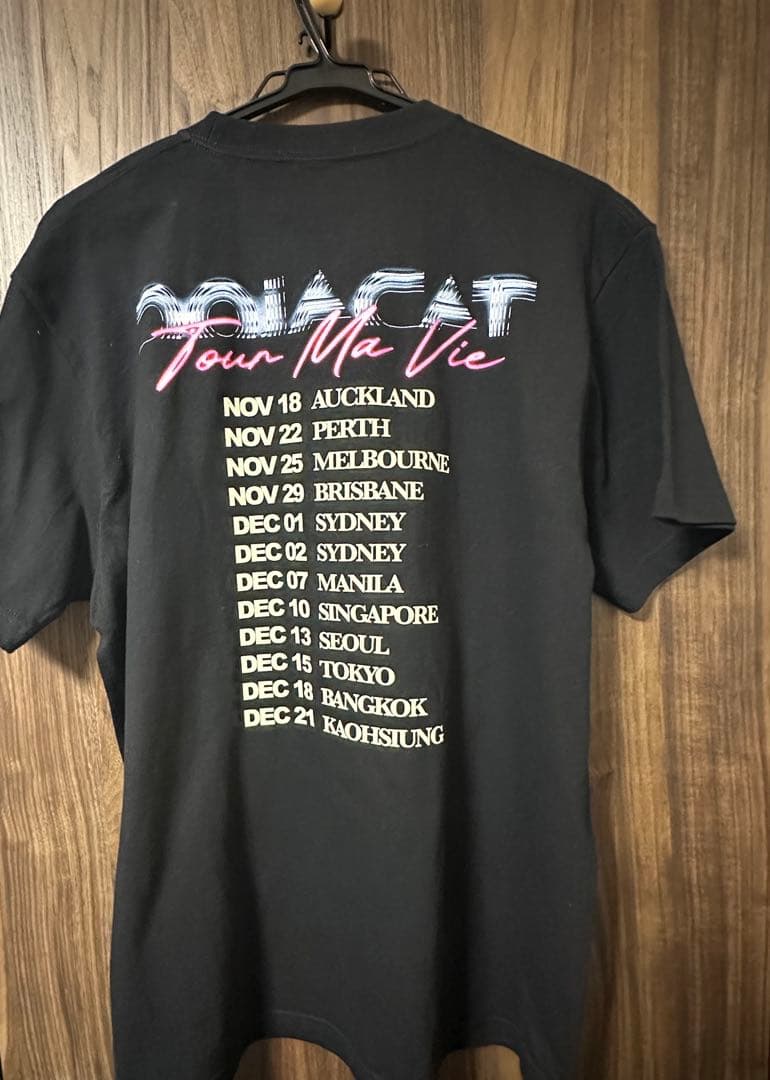 DOJACAT
Tour Ma Vie
NOV 18 AUCKLAND
NOV 22 PERTH
NOV 25 MELBOURNE
NOV 29 BRISBANE
DEC 01 SYDNEY
DEC 02 SYDNEY
DEC 07 MANILA
DEC 10 SINGAPORE
DEC 13 SEOUL
DEC 15 TOKYO
DEC 18 BANGKOK
DEC 21 KAOHSIUNG